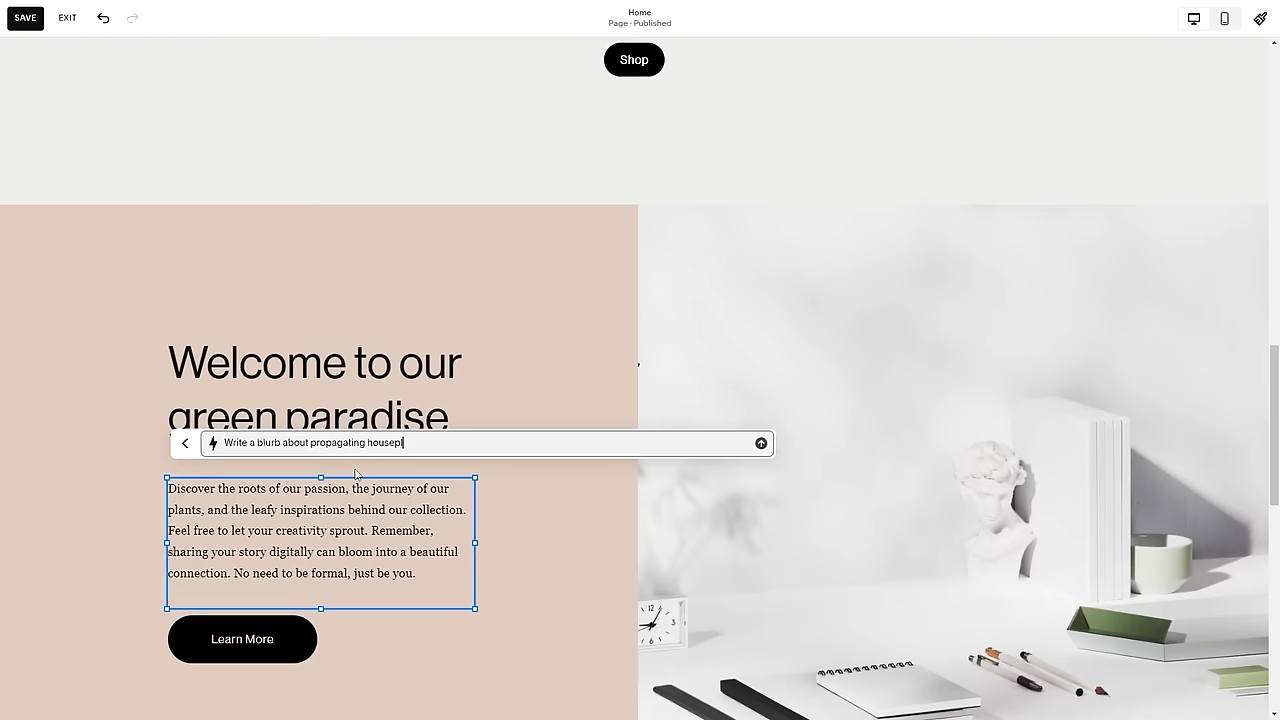 SAVE
EXIT
Home
Page · Published
Shop
Welcome to our
green paradise
Write a blurb about propagating housepl
Discover the roots of our passion, the journey of our
plants, and the leafy inspirations behind our collection.
Feel free to let your creativity sprout. Remember,
sharing your story digitally can bloom into a beautiful
connection. No need to be formal, just be you.
Learn More
12
3
6